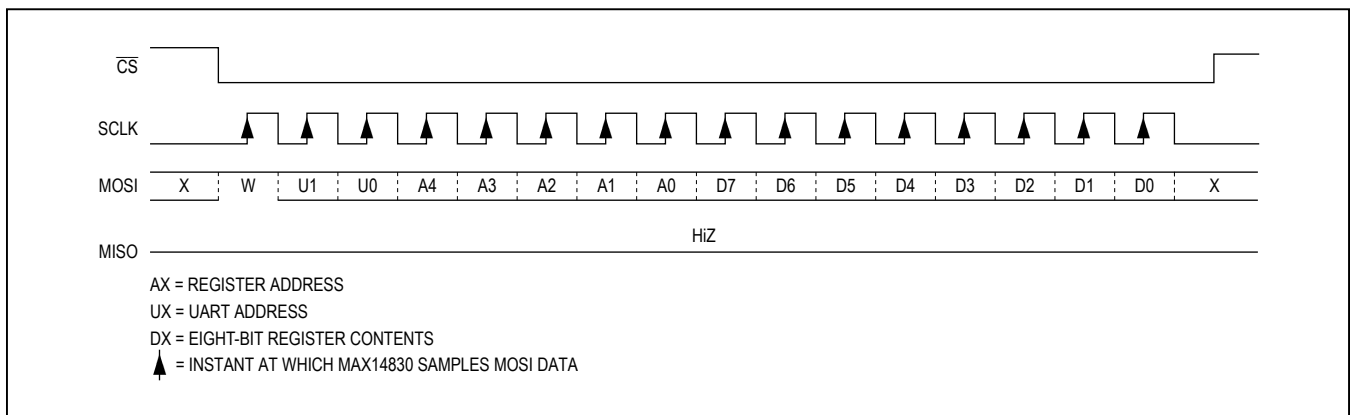 CS
SCLK
MOSI X W U1 U0 A4 A3 A2 A1 A0 D7 D6 D5 D4 D3 D2 D1 D0 X
HiZ
MISO
AX = REGISTER ADDRESS
UX = UART ADDRESS
DX = EIGHT-BIT REGISTER CONTENTS
= INSTANT AT WHICH MAX14830 SAMPLES MOSI DATA